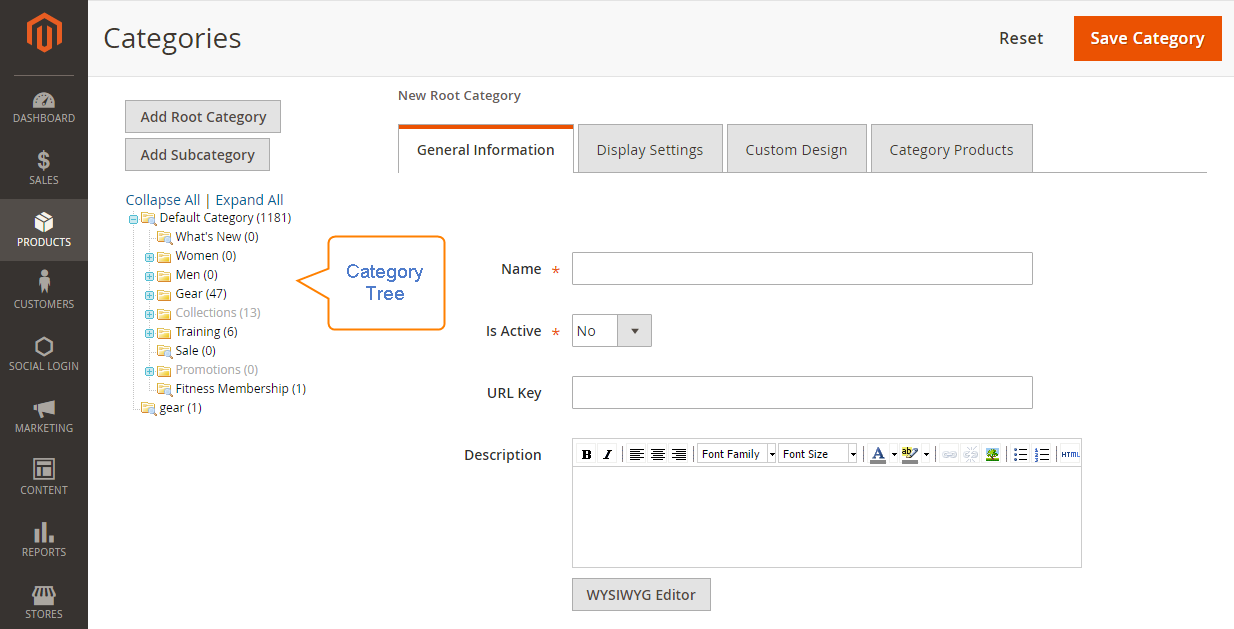 Categories
Reset
Save Category
DASHBOARD
SALES
PRODUCTS
CUSTOMERS
SOCIAL LOGIN
MARKETING
CONTENT
REPORTS
STORES
Add Root Category
Add Subcategory
Collapse All | Expand All
Default Category (1181)
What's New (0)
Women (0)
Men (0)
Gear (47)
Collections (13)
Training (6)
Sale (0)
Promotions (0)
Fitness Membership (1)
gear (1)
Category
Tree
New Root Category
General Information
Display Settings
Custom Design
Category Products
Name *
Is Active * No
URL Key
Description
B I Font Family Font Size A ab HTML
WYSIWYG Editor